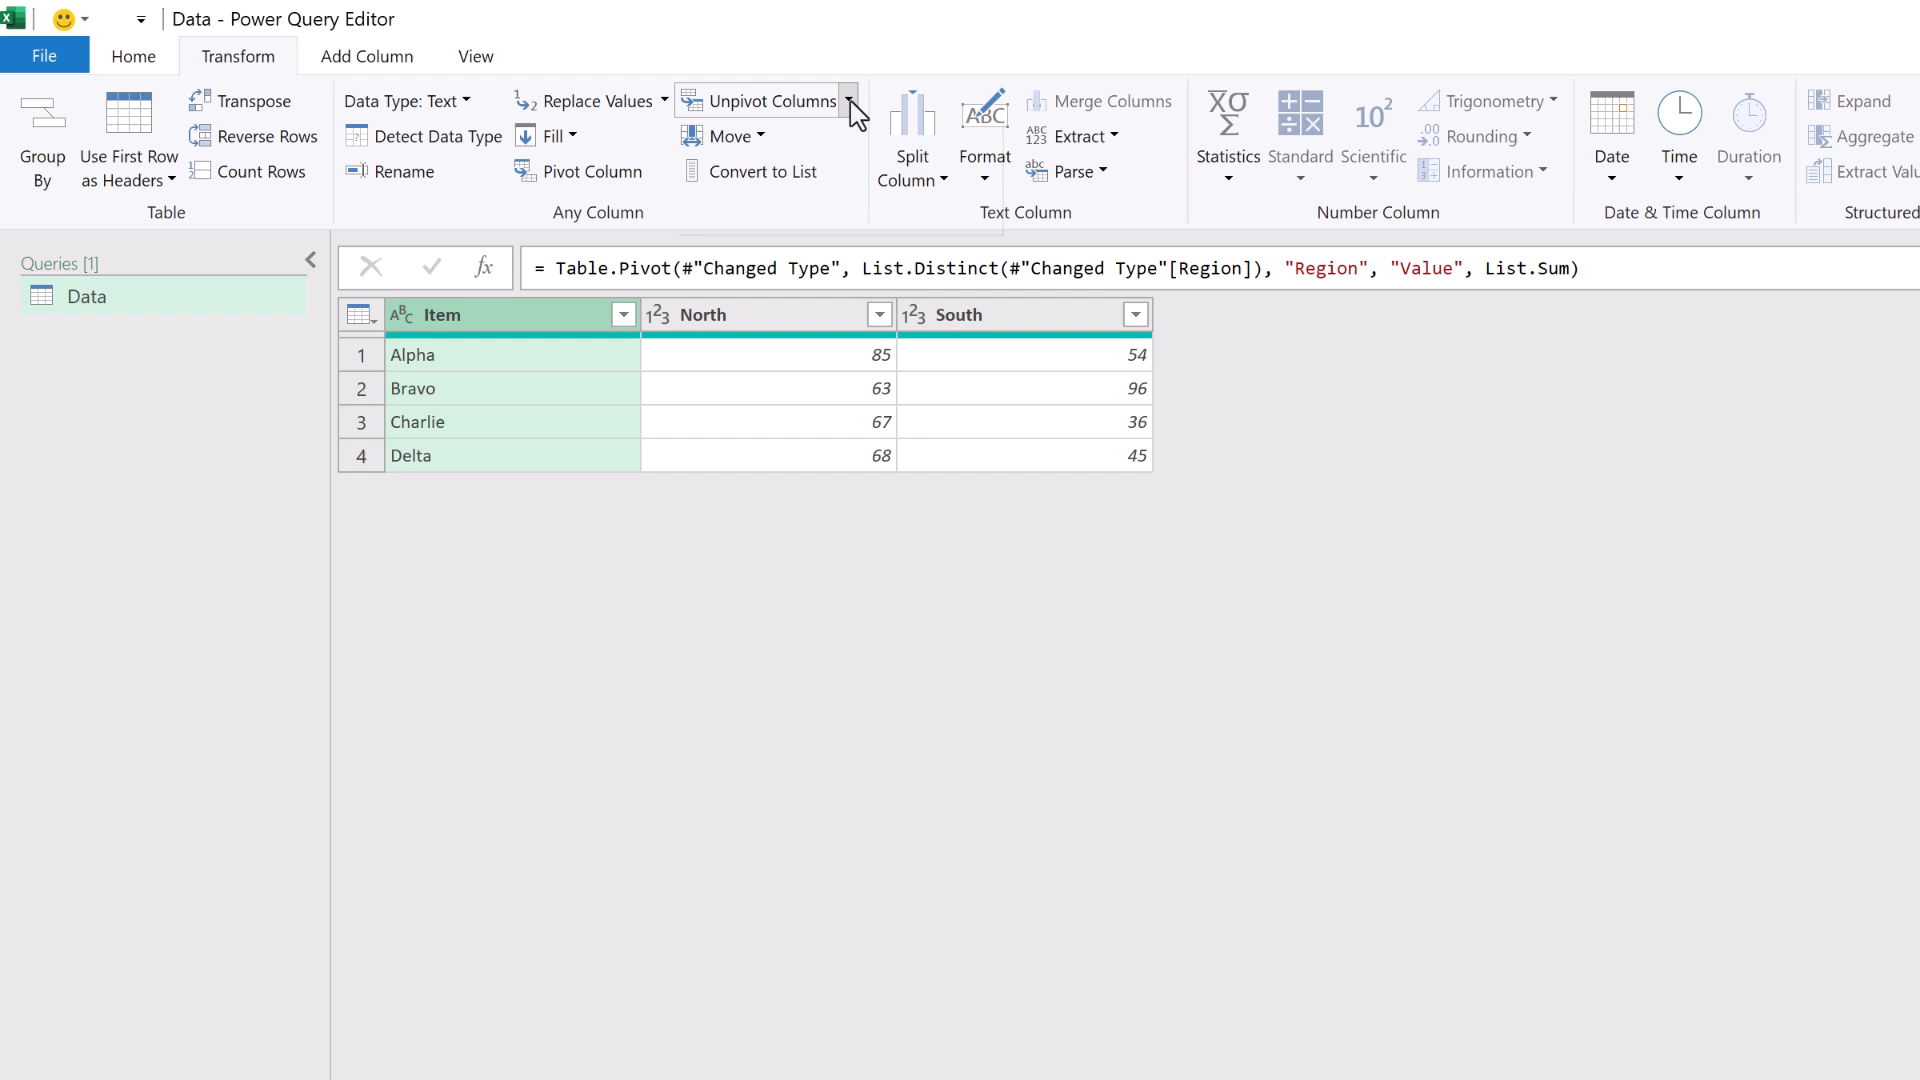 Data - Power Query Editor
File Home Transform Add Column View
Group By
Use First Row as Headers
Transpose
Reverse Rows
Count Rows
Table
Data Type: Text
Detect Data Type
Rename
Replace Values
Fill
Pivot Column
Unpivot Columns
Move
Convert to List
Any Column
Split Column
Format
Merge Columns
Extract
Parse
Text Column
Statistics
Standard
Scientific
Trigonometry
Rounding
Information
Number Column
Date
Time
Duration
Date & Time Column
Expand
Aggregate
Extract Valu
Structured
Queries [1]
Data
fx
= Table.Pivot(#"Changed Type", List.Distinct(#"Changed Type"[Region]), "Region", "Value", List.Sum)
ABC Item 123 North 123 South
1 Alpha 85 54
2 Bravo 63 96
3 Charlie 67 36
4 Delta 68 45